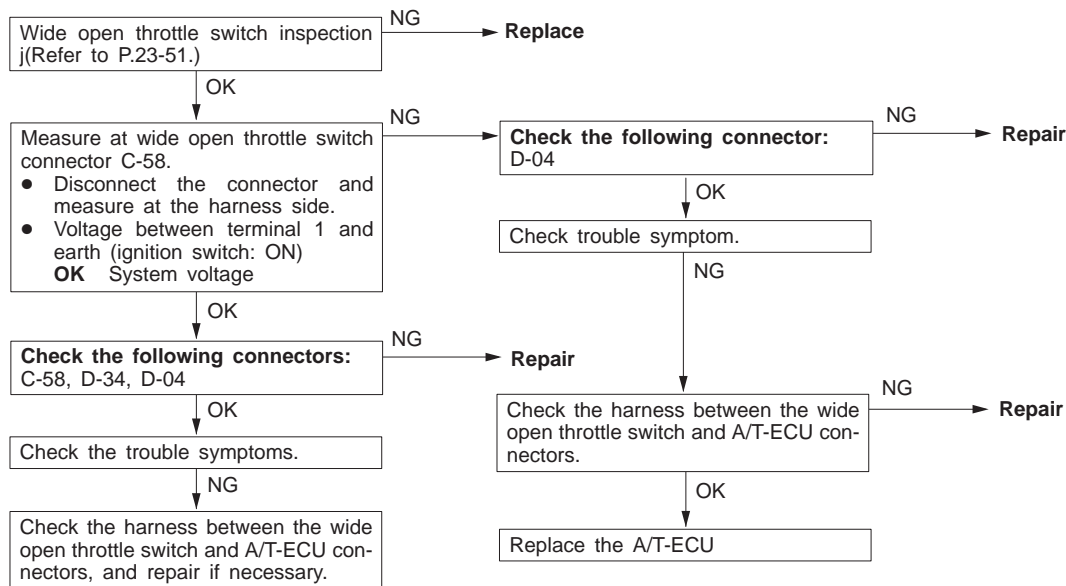 Wide open throttle switch inspection
j(Refer to P.23-51.)
NG
Replace
OK
Measure at wide open throttle switch
connector C-58.
● Disconnect the connector and
measure at the harness side.
● Voltage between terminal 1 and
earth (ignition switch: ON)
OK System voltage
NG
Check the following connector:
D-04
NG
Repair
OK
Check trouble symptom.
NG
OK
Check the following connectors:
C-58, D-34, D-04
NG
Repair
OK
Check the trouble symptoms.
NG
Check the harness between the wide
open throttle switch and A/T-ECU con-
nectors, and repair if necessary.
Check the harness between the wide
open throttle switch and A/T-ECU con-
nectors.
NG
Repair
OK
Replace the A/T-ECU